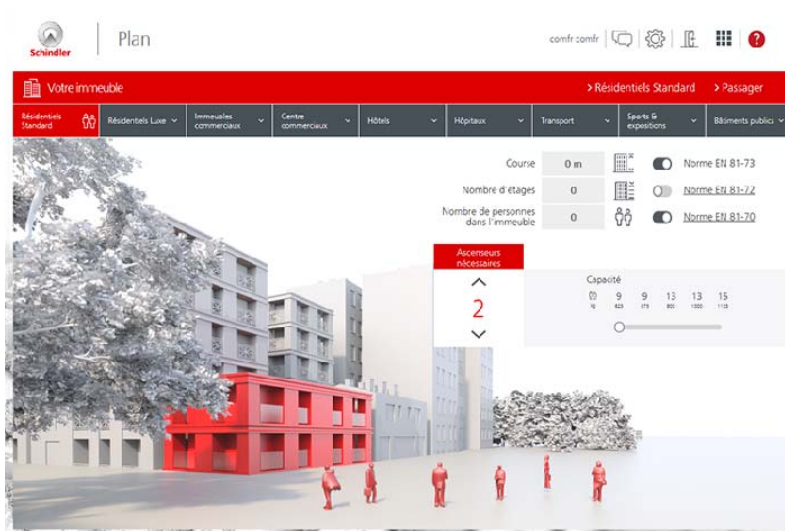 Schindler
Plan
comfr comfr
?
Votre immeuble
> Résidentiels Standard
> Passager
Résidentiels
Standard
Résidentiels Luxe
Immeubles
commerciaux
Centre
commerciaux
Hôtels
Hôpitaux
Transport
Sports &
expositions
Bâtiments publics
Course 0 m Norme EN 81-73
Nombre d'étages 0 Norme EN 81-72
Nombre de personnes
dans l'immeuble 0 Norme EN 81-70
Ascenseurs
nécessaires
2
Capacité
9 9 13 13 15
kg 1000